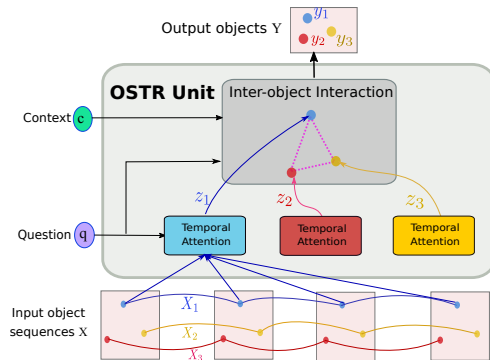 Output objects Y
y₁
y₂ y₃
OSTR Unit
Inter-object Interaction
Context c
z₁ z₂ z₃
Question q
Temporal Attention
Temporal Attention
Temporal Attention
Input object
sequences X
X₁
X₂
X₃